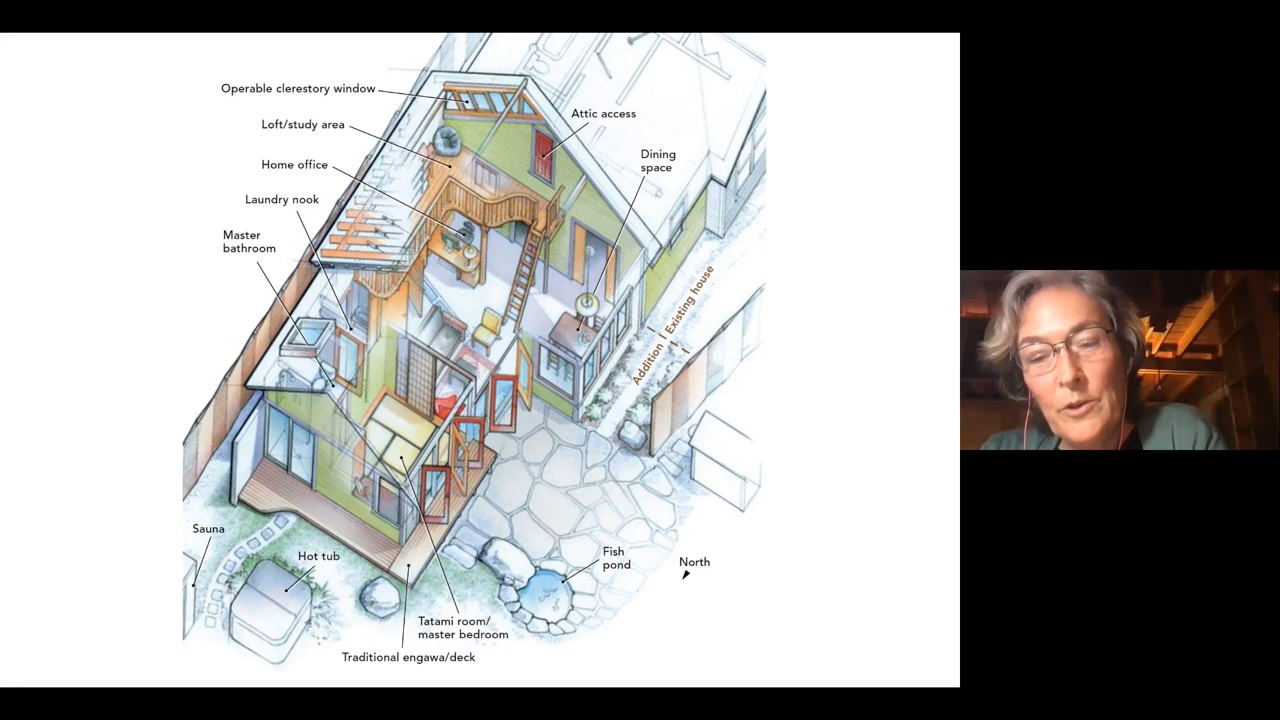 Operable clerestory window
Attic access
Loft/study area
Dining
space
Home office
Laundry nook
Master
bathroom
Addition | Existing house
Sauna
Hot tub
Fish
pond
North
Tatami room/
master bedroom
Traditional engawa/deck